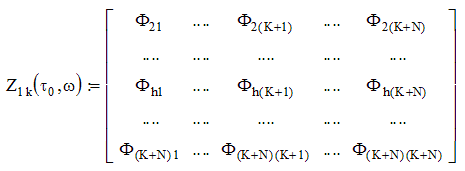 Φ21 .... Φ2(K+1) .... Φ2(K+N)
.... .... .... .... ....
Z1k(τ0,ω) := Φh1 .... Φh(K+1) .... Φh(K+N)
.... .... .... .... ....
Φ(K+N)1 .... Φ(K+N)(K+1) .... Φ(K+N)(K+N)